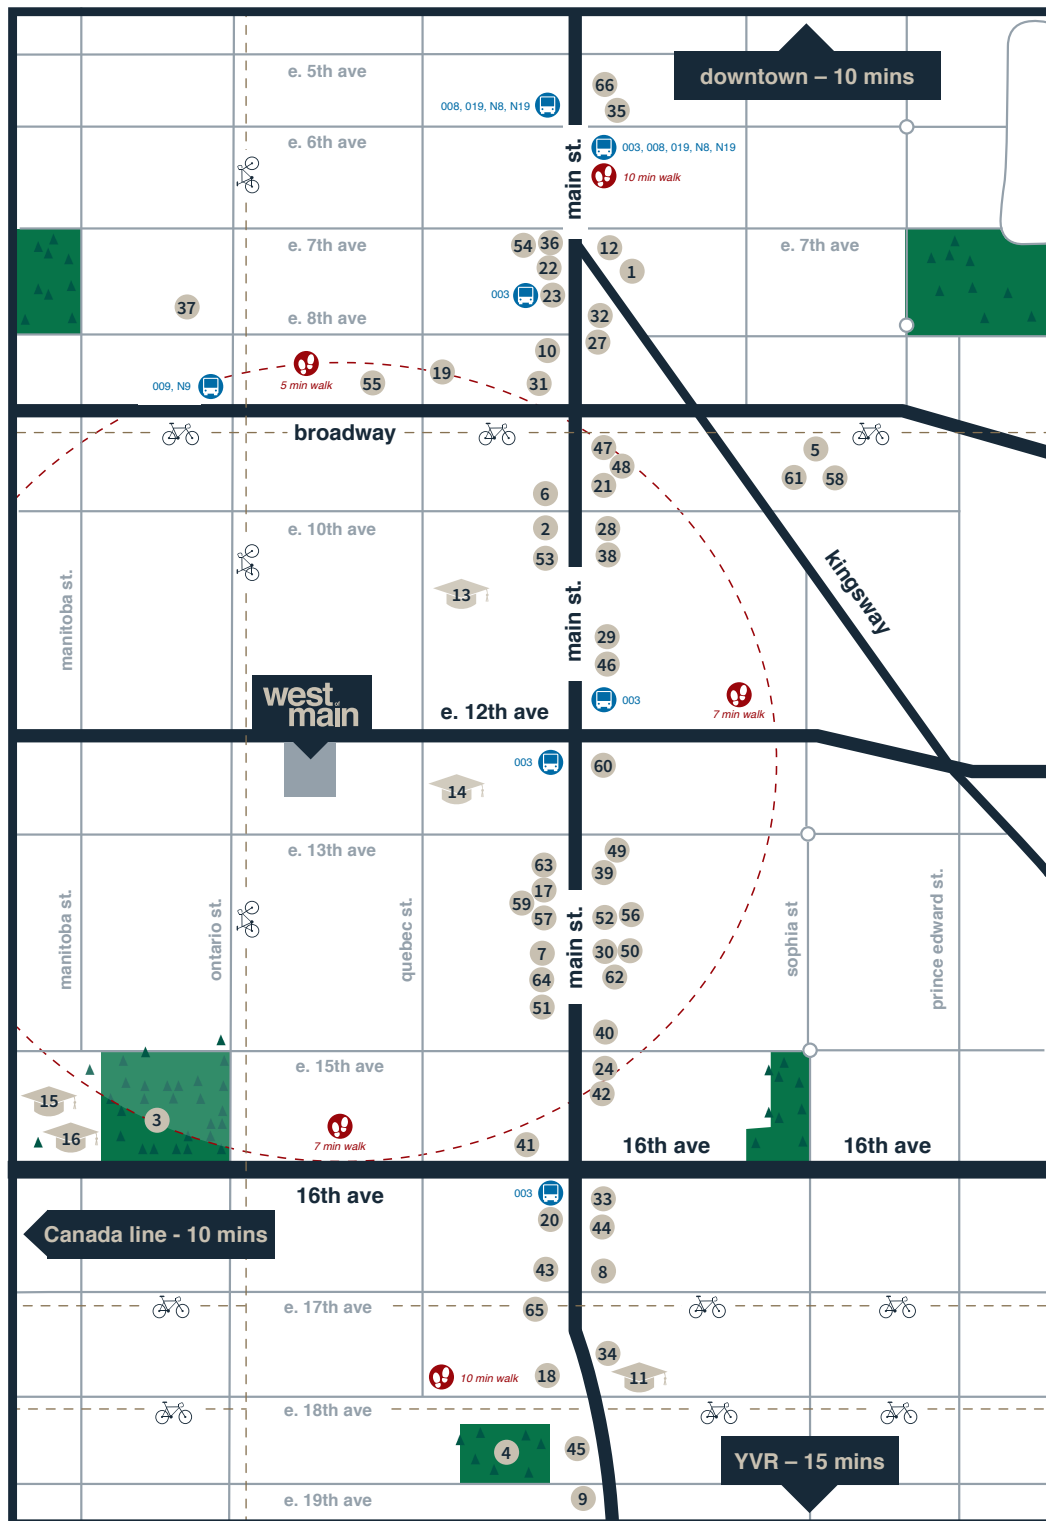 e. 5th ave
downtown – 10 mins
66
008, 019, N8, N19
35
e. 6th ave
main st.
003, 008, 019, N8, N19
10 min walk
e. 7th ave
54
36
12
e. 7th ave
22
1
003
23
37
e. 8th ave
32
27
10
19
5 min walk
55
31
009, N9
broadway
47
5
48
61
58
21
6
e. 10th ave
2
28
53
38
manitoba st.
13
main st.
kingsway
29
46
west of
main
e. 12th ave
003
7 min walk
003
60
14
e. 13th ave
63
49
39
17
59
57
52
56
manitoba st.
ontario st.
quebec st.
main st.
sophia st
prince edward st.
7
30
50
64
62
51
40
e. 15th ave
24
42
15
3
16
7 min walk
41
16th ave
16th ave
16th ave
003
33
20
44
Canada line - 10 mins
43
8
e. 17th ave
65
34
10 min walk
18
11
e. 18th ave
4
45
YVR – 15 mins
e. 19th ave
9